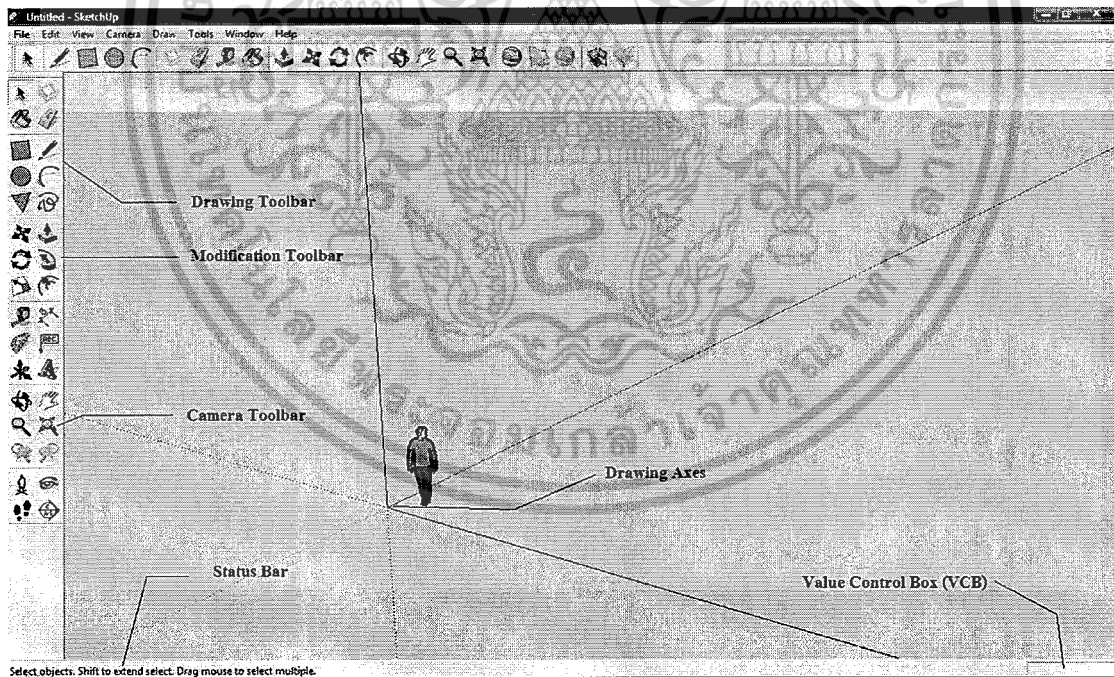 Untitled - SketchUp
File Edit View Camera Draw Tools Window Help
Drawing Toolbar
Modification Toolbar
Camera Toolbar
Drawing Axes
Status Bar
Value Control Box (VCB)
Select objects. Shift to extend select. Drag mouse to select multiple.